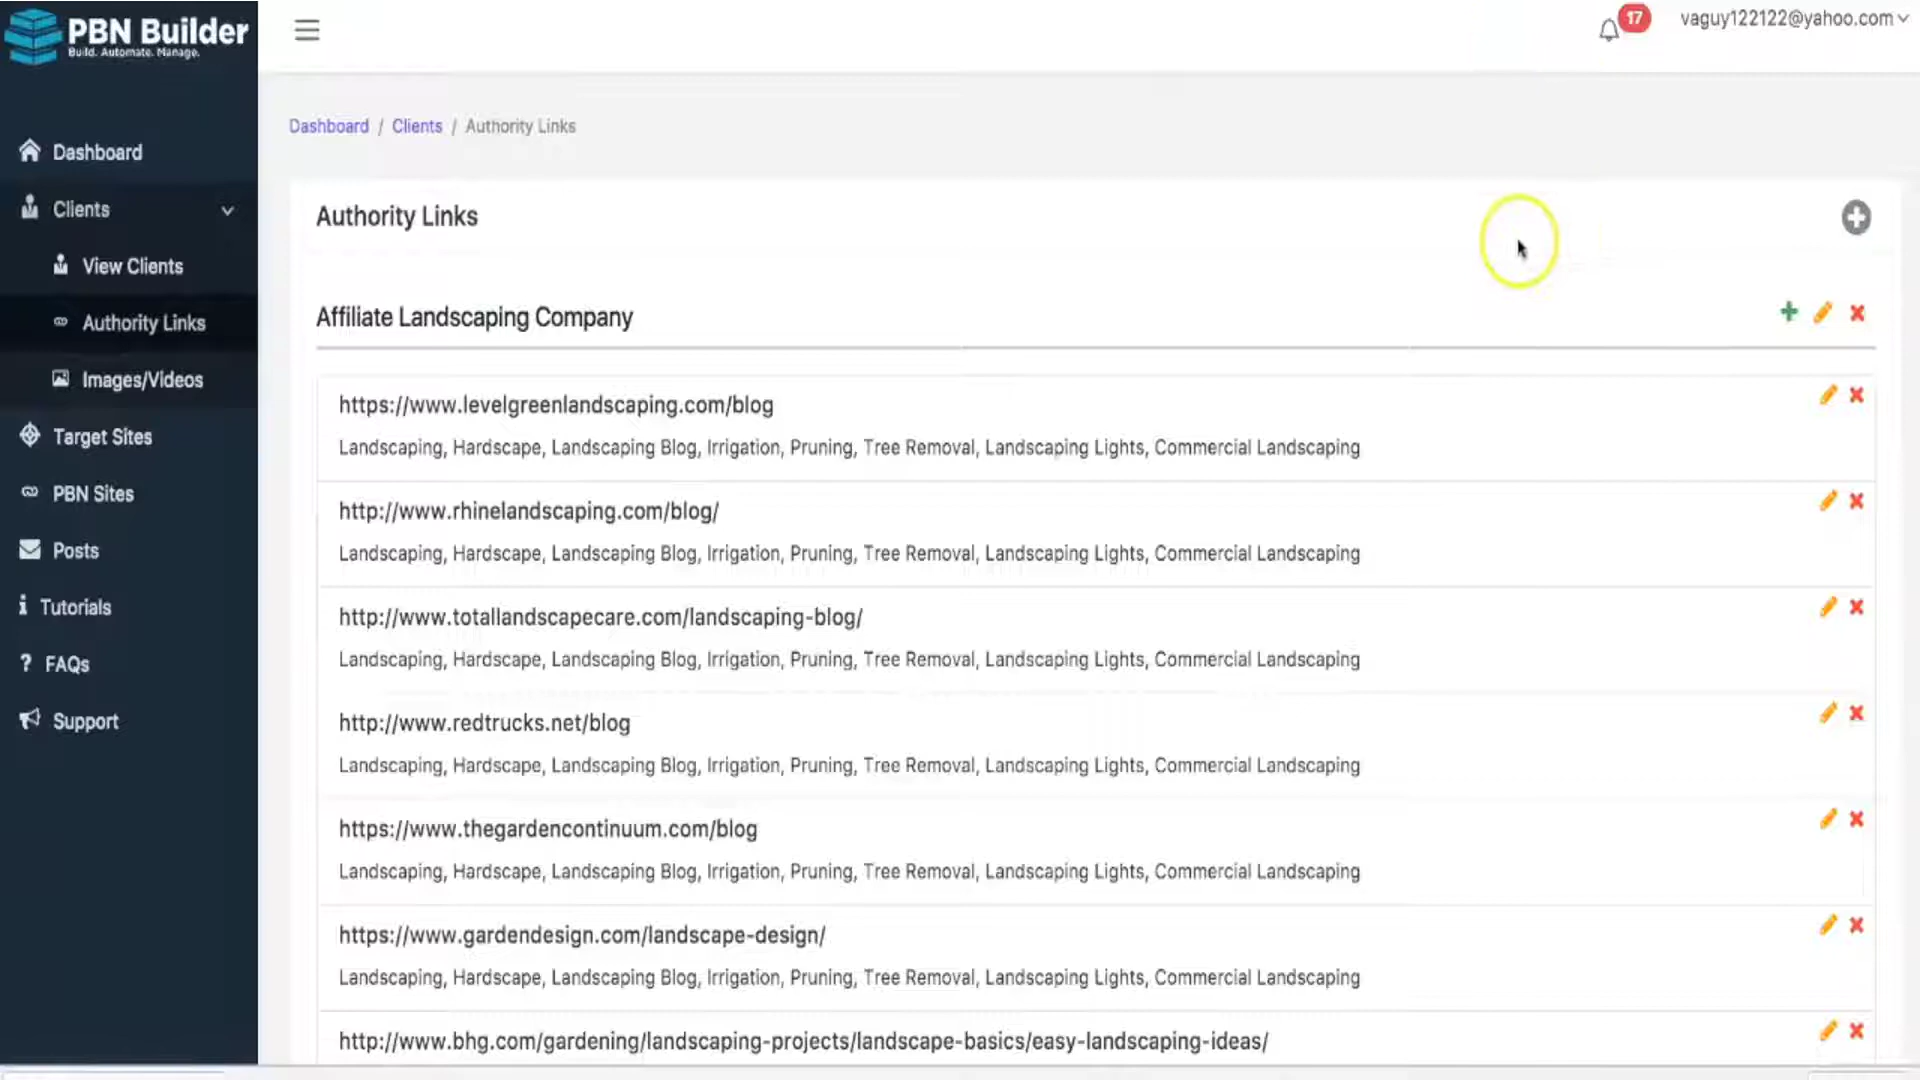 PBN Builder
Build. Automate. Manage.
17
vaguy122122@yahoo.com
Dashboard / Clients / Authority Links
Dashboard
Clients
View Clients
Authority Links
Images/Videos
Target Sites
PBN Sites
Posts
Tutorials
? FAQs
Support
Authority Links
Affiliate Landscaping Company
https://www.levelgreenlandscaping.com/blog
Landscaping, Hardscape, Landscaping Blog, Irrigation, Pruning, Tree Removal, Landscaping Lights, Commercial Landscaping
http://www.rhinelandscaping.com/blog/
Landscaping, Hardscape, Landscaping Blog, Irrigation, Pruning, Tree Removal, Landscaping Lights, Commercial Landscaping
http://www.totallandscapecare.com/landscaping-blog/
Landscaping, Hardscape, Landscaping Blog, Irrigation, Pruning, Tree Removal, Landscaping Lights, Commercial Landscaping
http://www.redtrucks.net/blog
Landscaping, Hardscape, Landscaping Blog, Irrigation, Pruning, Tree Removal, Landscaping Lights, Commercial Landscaping
https://www.thegardencontinuum.com/blog
Landscaping, Hardscape, Landscaping Blog, Irrigation, Pruning, Tree Removal, Landscaping Lights, Commercial Landscaping
https://www.gardendesign.com/landscape-design/
Landscaping, Hardscape, Landscaping Blog, Irrigation, Pruning, Tree Removal, Landscaping Lights, Commercial Landscaping
http://www.bhg.com/gardening/landscaping-projects/landscape-basics/easy-landscaping-ideas/